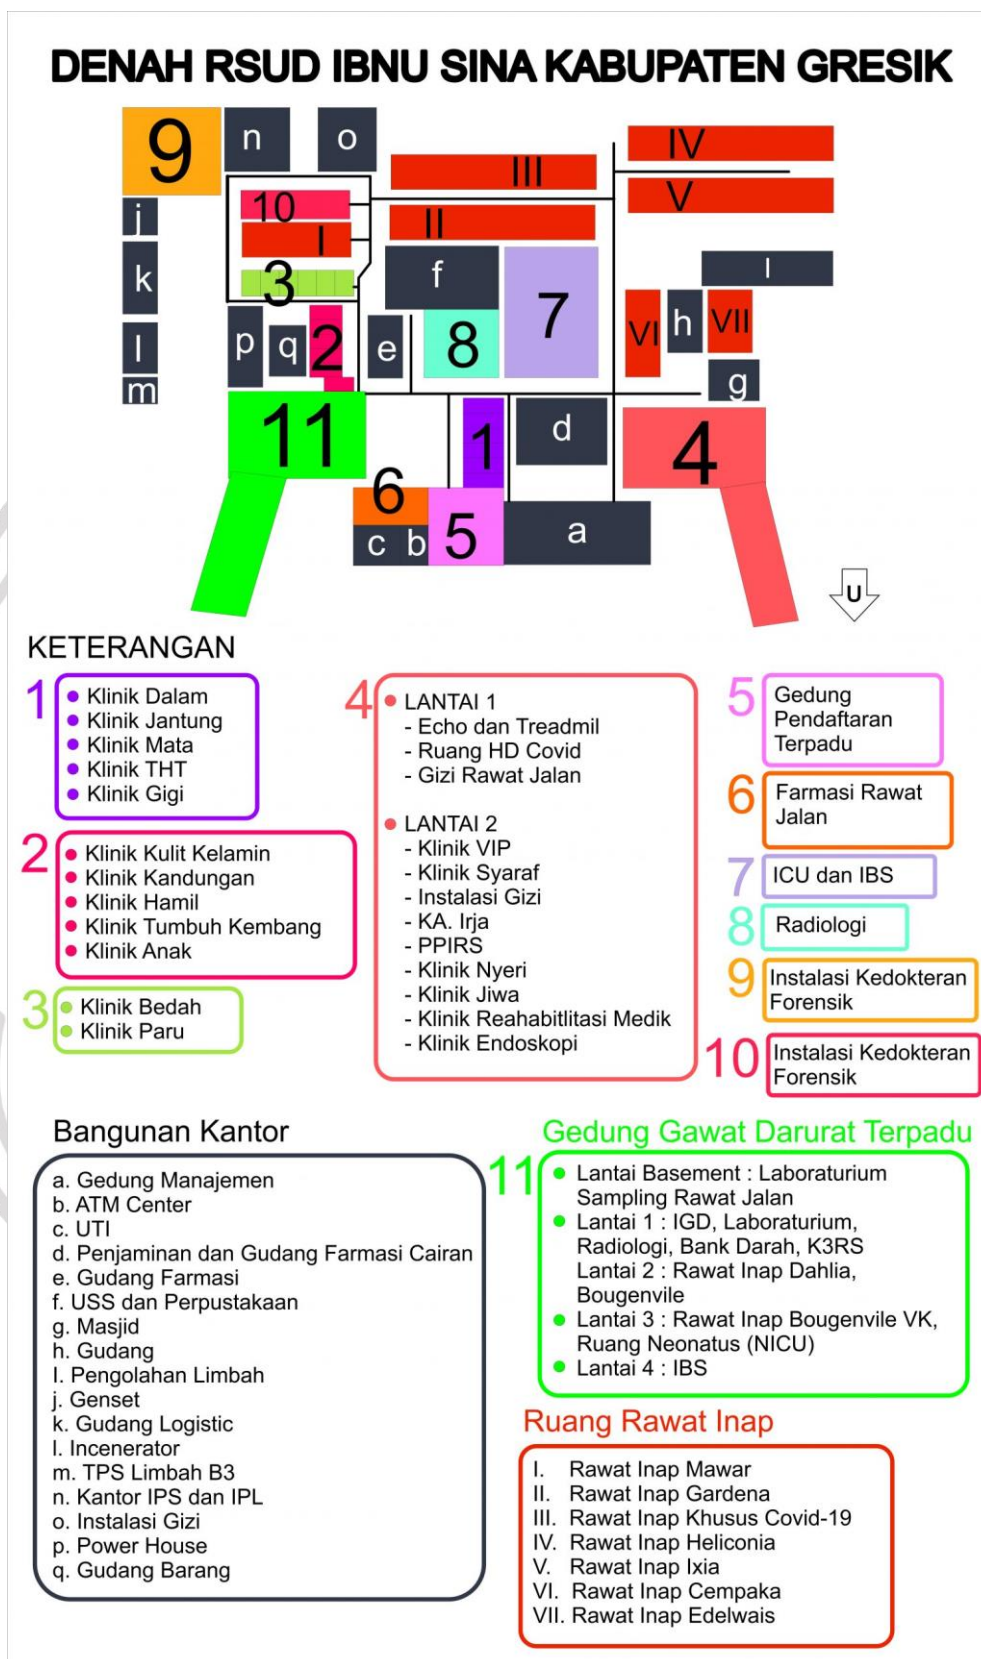 DENAH RSUD IBNU SINA KABUPATEN GRESIK
9
n
o
III
IV
V
j
10
II
I
3
k
f
7
I
l
p
q
2
e
8
VI
h
VII
m
g
11
1
d
4
6
c
b
5
a
U
KETERANGAN
1
Klinik Dalam
Klinik Jantung
Klinik Mata
Klinik THT
Klinik Gigi
2
Klinik Kulit Kelamin
Klinik Kandungan
Klinik Hamil
Klinik Tumbuh Kembang
Klinik Anak
3
Klinik Bedah
Klinik Paru
4
LANTAI 1
- Echo dan Treadmil
- Ruang HD Covid
- Gizi Rawat Jalan
LANTAI 2
- Klinik VIP
- Klinik Syaraf
- Instalasi Gizi
- KA. Irja
- PPIRS
- Klinik Nyeri
- Klinik Jiwa
- Klinik Reahabitlitasi Medik
- Klinik Endoskopi
5
Gedung
Pendaftaran
Terpadu
6
Farmasi Rawat
Jalan
7
ICU dan IBS
8
Radiologi
9
Instalasi Kedokteran
Forensik
10
Instalasi Kedokteran
Forensik
Bangunan Kantor
a. Gedung Manajemen
b. ATM Center
c. UTI
d. Penjaminan dan Gudang Farmasi Cairan
e. Gudang Farmasi
f. USS dan Perpustakaan
g. Masjid
h. Gudang
I. Pengolahan Limbah
j. Genset
k. Gudang Logistic
l. Incenerator
m. TPS Limbah B3
n. Kantor IPS dan IPL
o. Instalasi Gizi
p. Power House
q. Gudang Barang
Gedung Gawat Darurat Terpadu
11
Lantai Basement : Laboraturium
Sampling Rawat Jalan
Lantai 1 : IGD, Laboraturium,
Radiologi, Bank Darah, K3RS
Lantai 2 : Rawat Inap Dahlia,
Bougenvile
Lantai 3 : Rawat Inap Bougenvile VK,
Ruang Neonatus (NICU)
Lantai 4 : IBS
Ruang Rawat Inap
I. Rawat Inap Mawar
II. Rawat Inap Gardena
III. Rawat Inap Khusus Covid-19
IV. Rawat Inap Heliconia
V. Rawat Inap Ixia
VI. Rawat Inap Cempaka
VII. Rawat Inap Edelwais